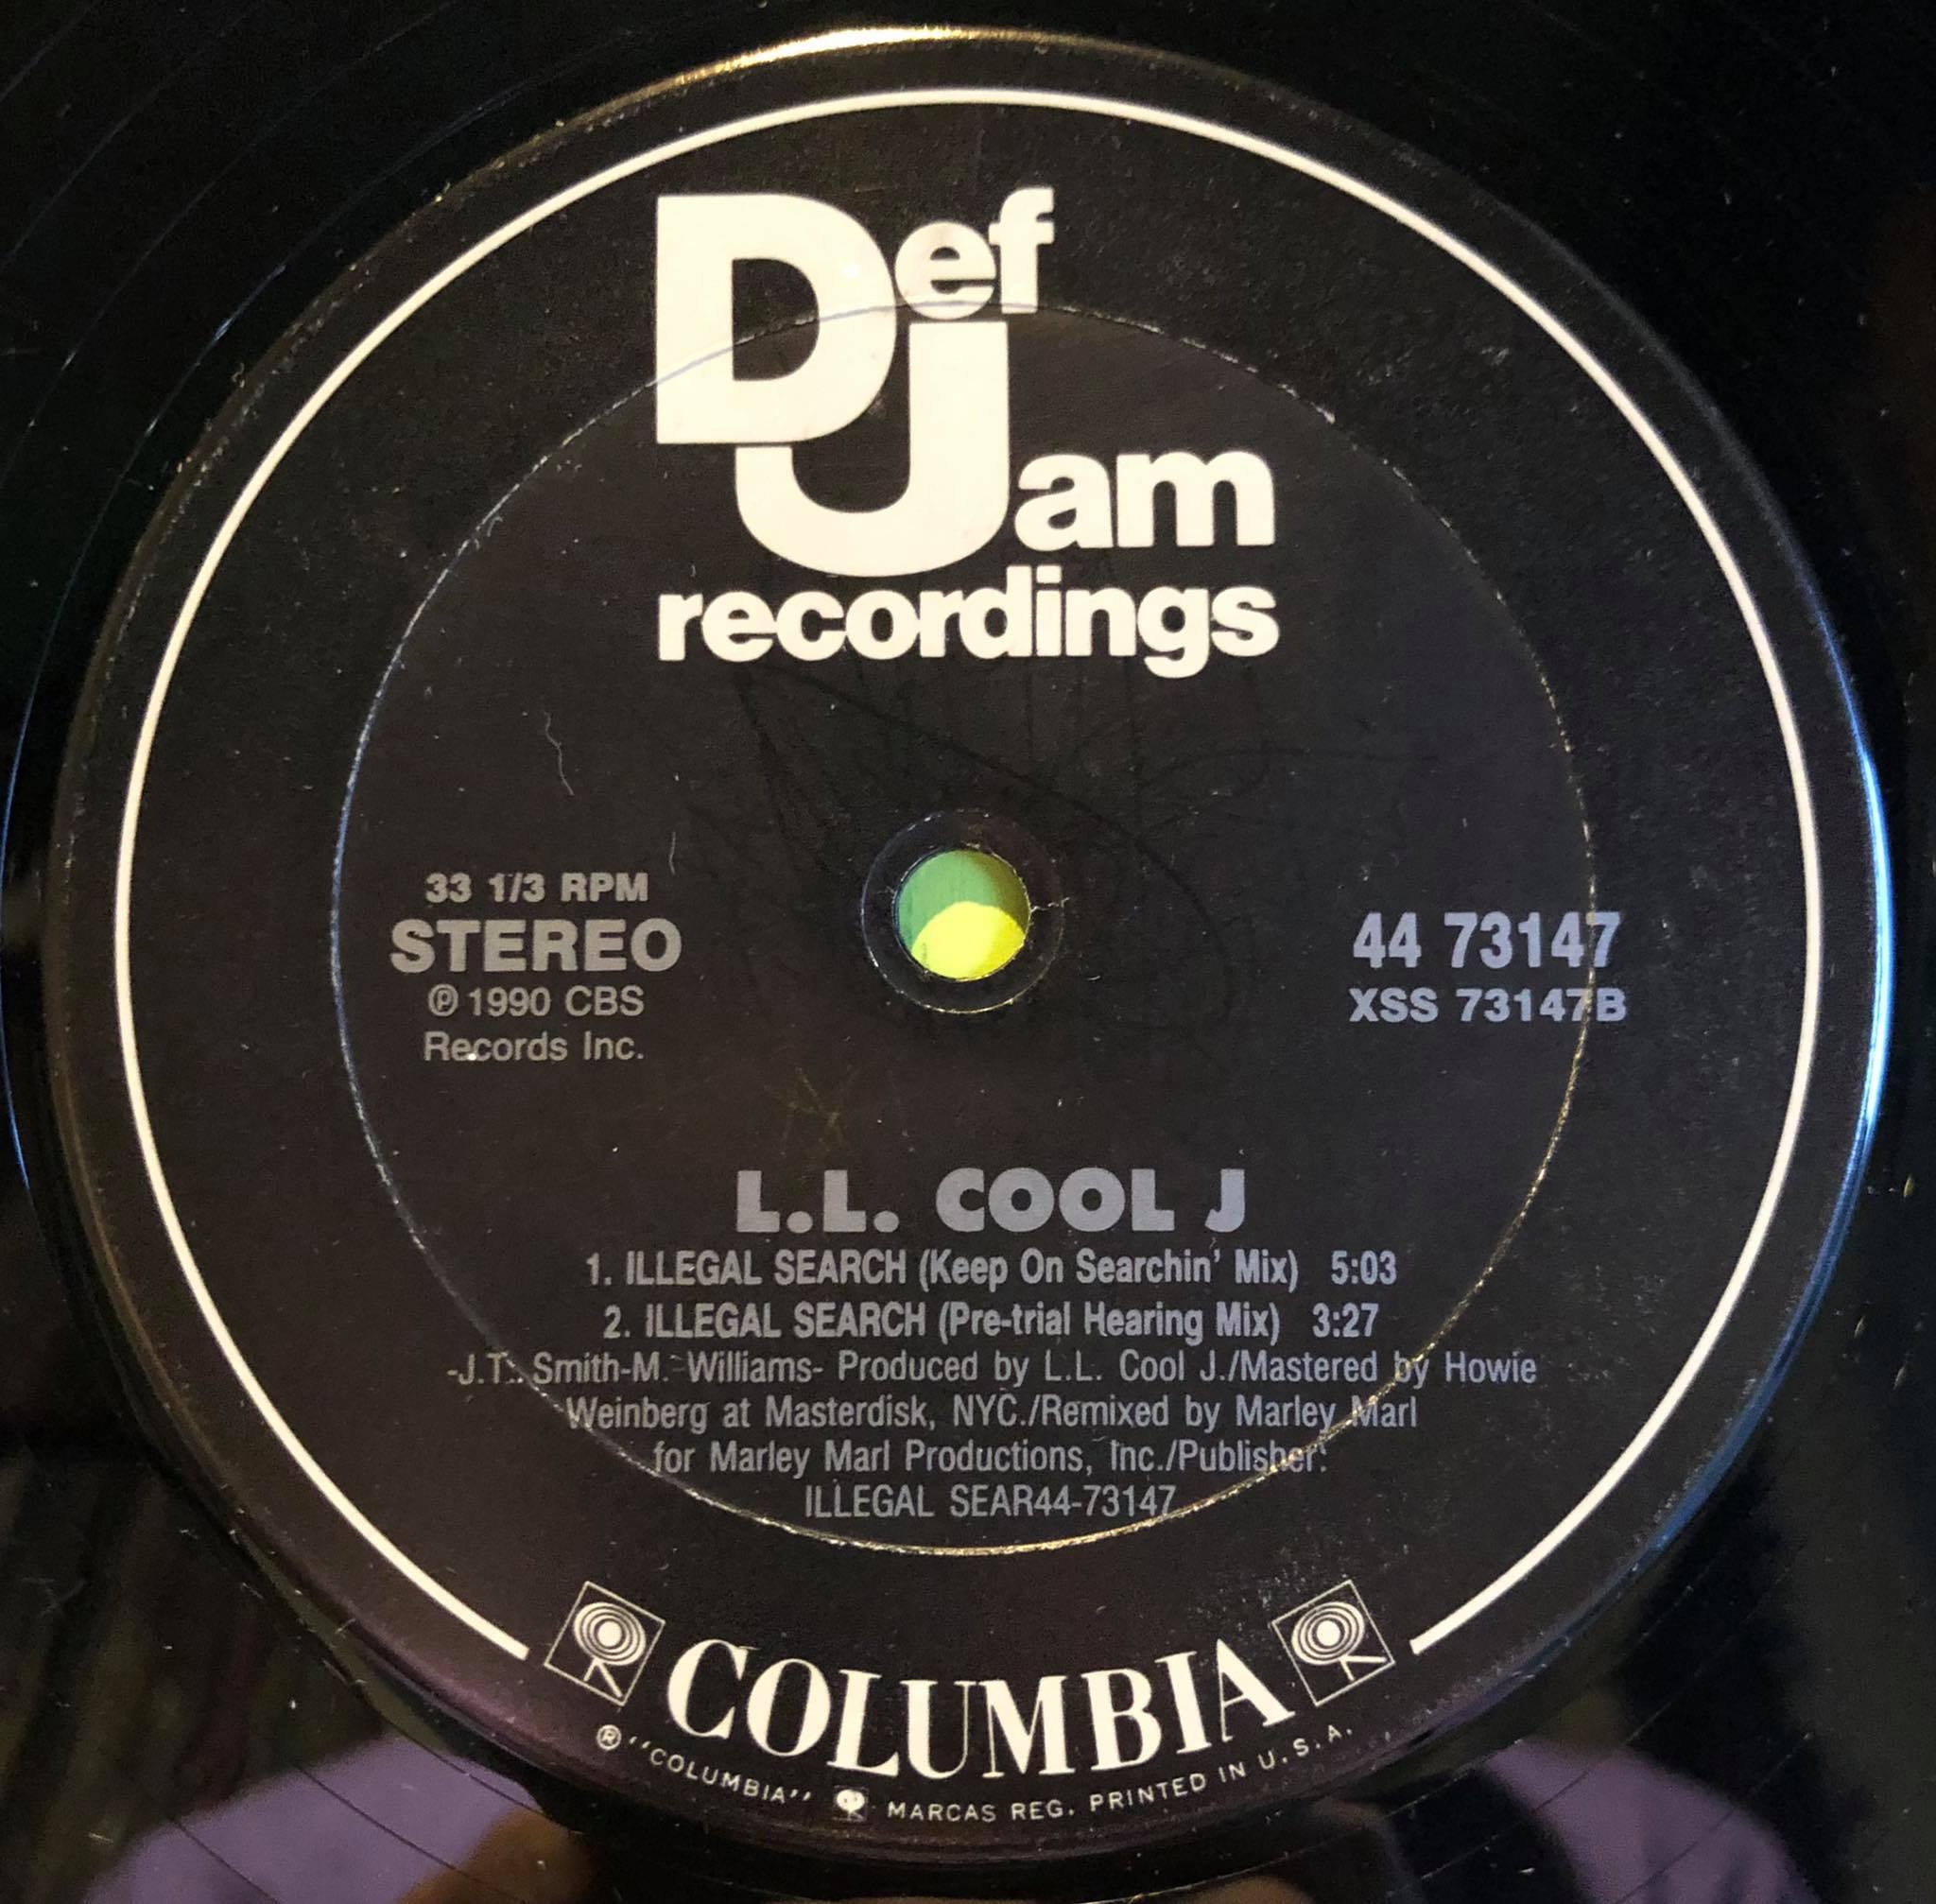 Def
Jam
recordings
33 1/3 RPM
STEREO
℗ 1990 CBS
Records Inc.
44 73147
XSS 73147B
L.L. COOL J
1. ILLEGAL SEARCH (Keep On Searchin' Mix) 5:03
2. ILLEGAL SEARCH (Pre-trial Hearing Mix) 3:27
-J.T. Smith-M. Williams- Produced by L.L. Cool J./Mastered by Howie
Weinberg at Masterdisk, NYC./Remixed by Marley Marl
for Marley Marl Productions, Inc./Publisher:
ILLEGAL SEAR44-73147
COLUMBIA
® "COLUMBIA" MARCAS REG. PRINTED IN U.S.A.